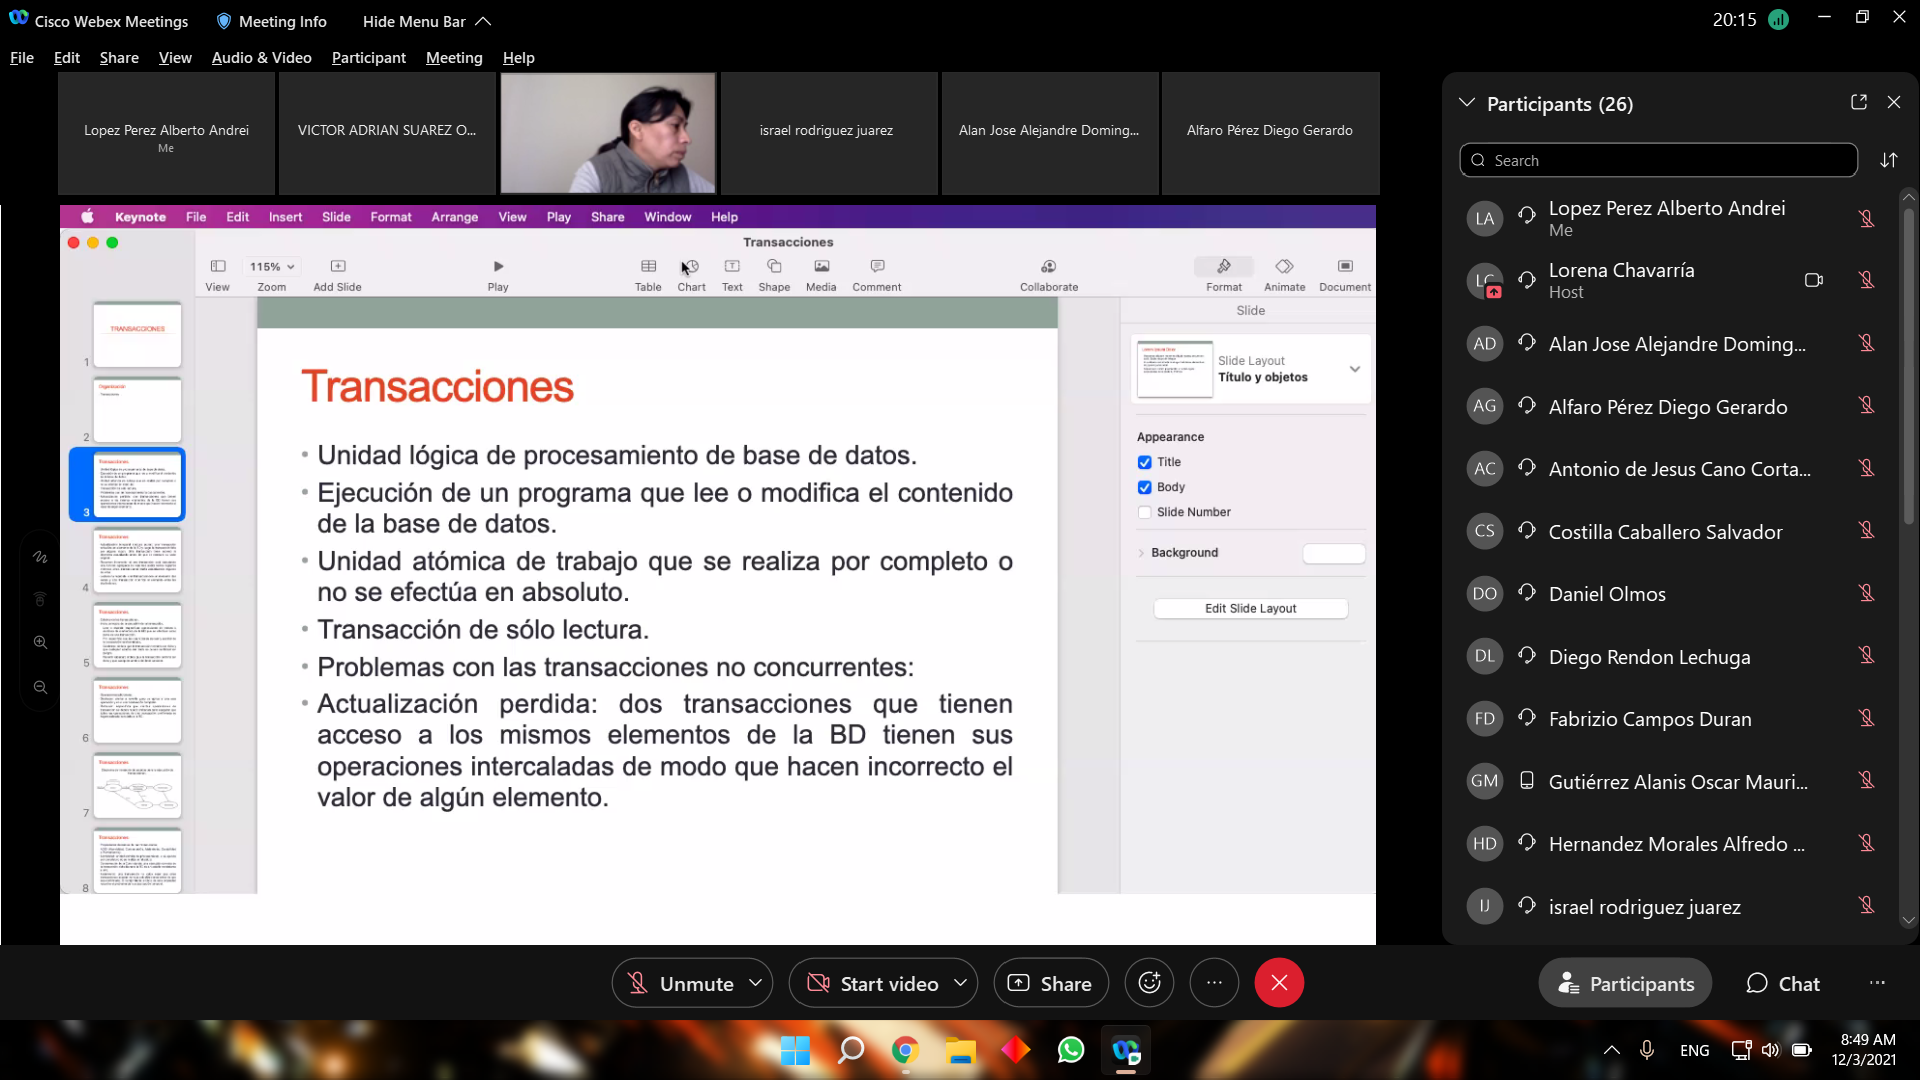 Cisco Webex Meetings
Meeting Info
Hide Menu Bar
20:15
File Edit Share View Audio & Video Participant Meeting Help
Lopez Perez Alberto Andrei
Me
VICTOR ADRIAN SUAREZ O...
israel rodriguez juarez
Alan Jose Alejandre Doming...
Alfaro Pérez Diego Gerardo
Keynote File Edit Insert Slide Format Arrange View Play Share Window Help
Transacciones
115%
View Zoom Add Slide Play Table Chart Text Shape Media Comment Collaborate Format Animate Document
TRANSACCIONES
1
Organización
2
Transacciones
3
Transacciones
4
Transacciones
5
Transacciones
6
Transacciones
7
Transacciones
8
Transacciones
• Unidad lógica de procesamiento de base de datos.
• Ejecución de un programa que lee o modifica el contenido
de la base de datos.
• Unidad atómica de trabajo que se realiza por completo o
no se efectúa en absoluto.
• Transacción de sólo lectura.
• Problemas con las transacciones no concurrentes:
• Actualización perdida: dos transacciones que tienen
acceso a los mismos elementos de la BD tienen sus
operaciones intercaladas de modo que hacen incorrecto el
valor de algún elemento.
Slide
Slide Layout
Título y objetos
Appearance
Title
Body
Slide Number
Background
Edit Slide Layout
Participants (26)
Search
LA Lopez Perez Alberto Andrei
Me
LC Lorena Chavarría
Host
AD Alan Jose Alejandre Doming...
AG Alfaro Pérez Diego Gerardo
AC Antonio de Jesus Cano Corta...
CS Costilla Caballero Salvador
DO Daniel Olmos
DL Diego Rendon Lechuga
FD Fabrizio Campos Duran
GM Gutiérrez Alanis Oscar Mauri...
HD Hernandez Morales Alfredo ...
IJ israel rodriguez juarez
Unmute
Start video
Share
Participants
Chat
ENG
8:49 AM
12/3/2021